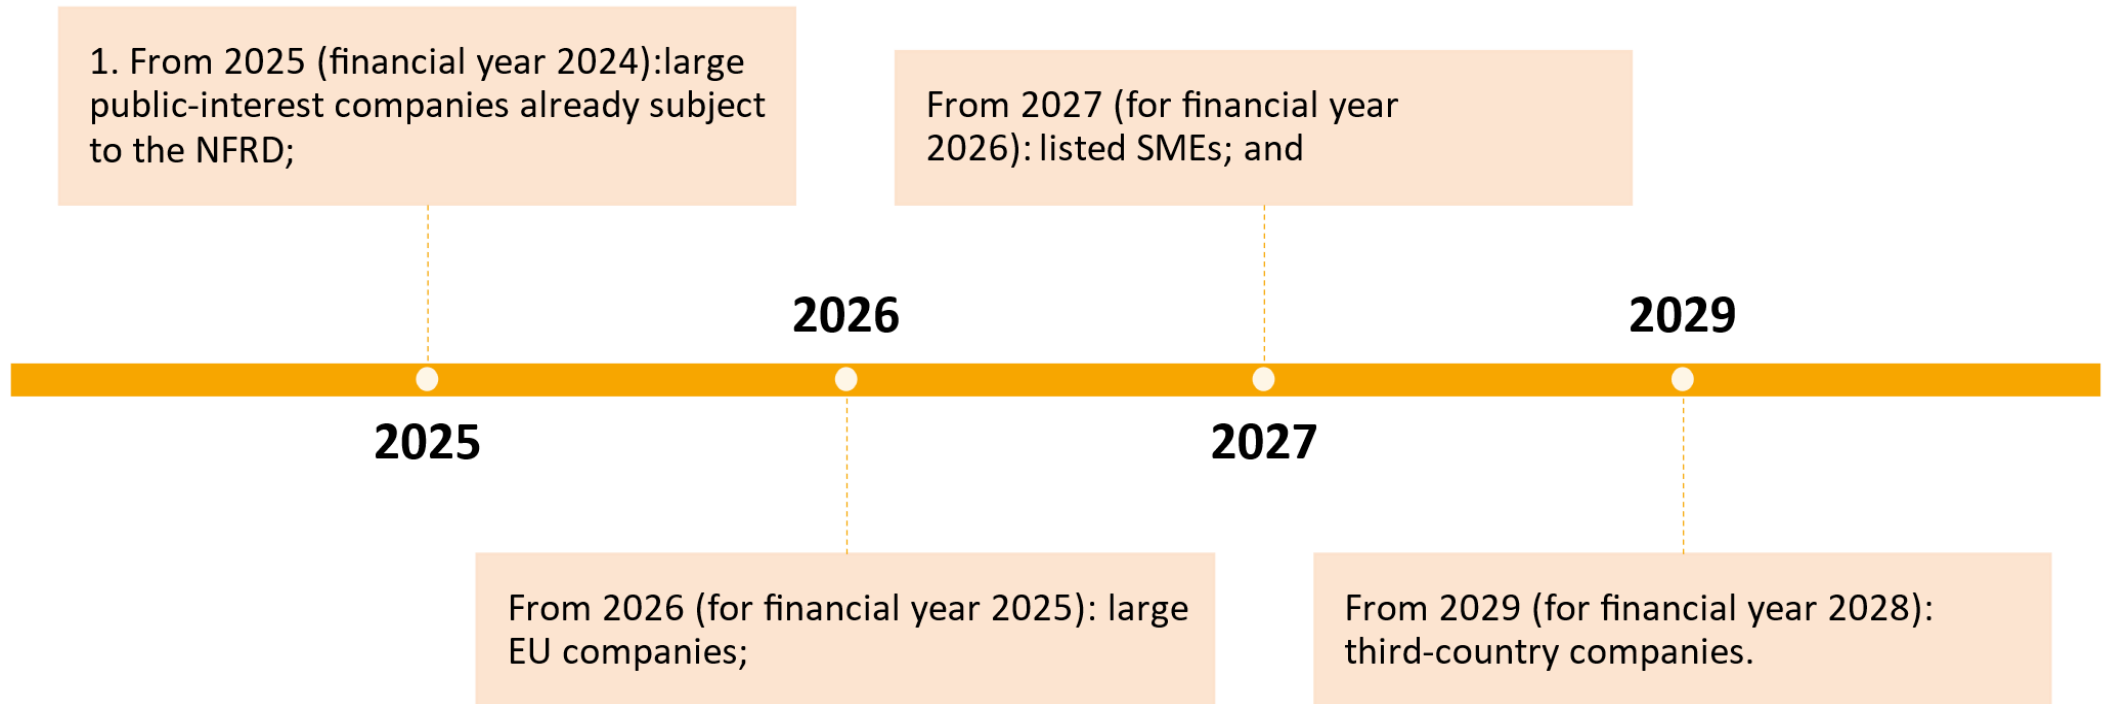 1. From 2025 (financial year 2024):large
public-interest companies already subject
to the NFRD;
From 2027 (for financial year
2026): listed SMEs; and
2026
2029
2025
2027
From 2026 (for financial year 2025): large
EU companies;
From 2029 (for financial year 2028):
third-country companies.